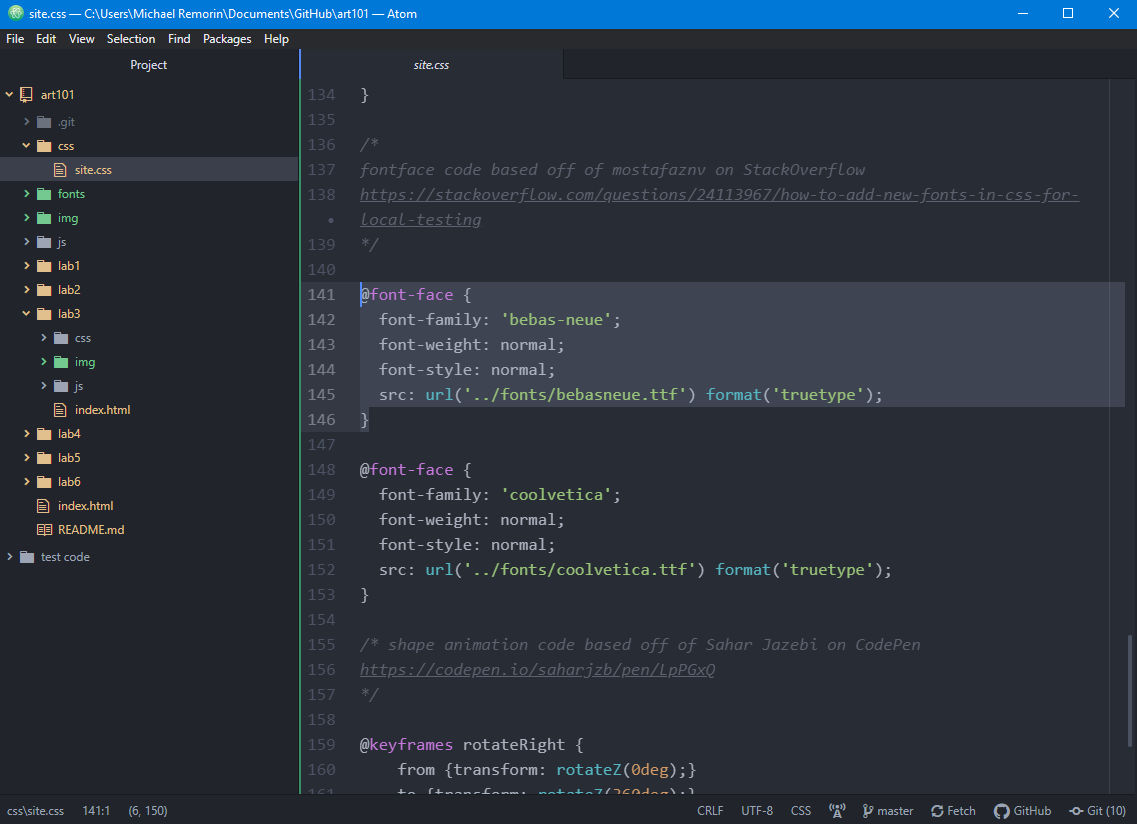 site.css — C:\Users\Michael Remorin\Documents\GitHub\art101 — Atom
File Edit View Selection Find Packages Help
Project
art101
.git
css
site.css
fonts
img
js
lab1
lab2
lab3
css
img
js
index.html
lab4
lab5
lab6
index.html
README.md
test code
site.css
134 }
135
136 /*
137 fontface code based off of mostafaznv on StackOverflow
138 https://stackoverflow.com/questions/24113967/how-to-add-new-fonts-in-css-for-
• local-testing
139 */
140
141 @font-face {
142 font-family: 'bebas-neue';
143 font-weight: normal;
144 font-style: normal;
145 src: url('../fonts/bebasneue.ttf') format('truetype');
146 }
147
148 @font-face {
149 font-family: 'coolvetica';
150 font-weight: normal;
151 font-style: normal;
152 src: url('../fonts/coolvetica.ttf') format('truetype');
153 }
154
155 /* shape animation code based off of Sahar Jazebi on CodePen
156 https://codepen.io/saharjzb/pen/LpPGxQ
157 */
158
159 @keyframes rotateRight {
160 from {transform: rotateZ(0deg);}
161 to {transform: rotateZ(360deg);}
css\site.css 141:1 (6, 150) CRLF UTF-8 CSS master Fetch GitHub Git (10)